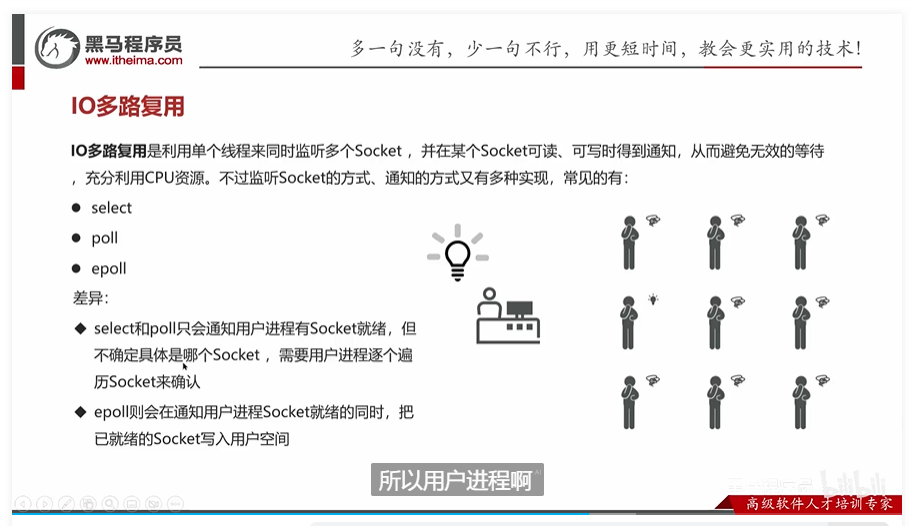 黑马程序员
www.itheima.com
多一句没有，少一句不行，用更短时间，教会更实用的技术！
IO多路复用
IO多路复用是利用单个线程来同时监听多个Socket ，并在某个Socket可读、可写时得到通知，从而避免无效的等待
，充分利用CPU资源。不过监听Socket的方式、通知的方式又有多种实现，常见的有：
● select
● poll
● epoll
差异：
◆ select和poll只会通知用户进程有Socket就绪，但
不确定具体是哪个Socket ，需要用户进程逐个遍
历Socket来确认
◆ epoll则会在通知用户进程Socket就绪的同时，把
已就绪的Socket写入用户空间
所以用户进程啊
bilibili
高级软件人才培训专家